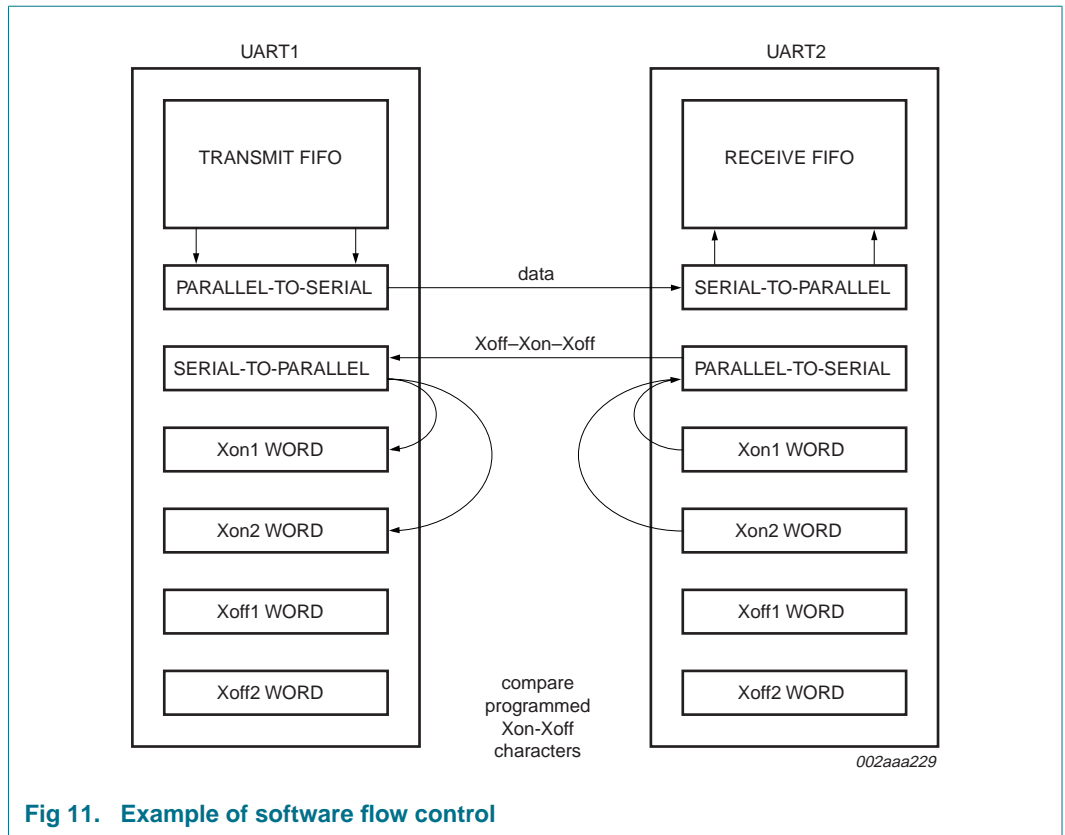 UART1
UART2
TRANSMIT FIFO
RECEIVE FIFO
data
PARALLEL-TO-SERIAL
SERIAL-TO-PARALLEL
Xoff–Xon–Xoff
SERIAL-TO-PARALLEL
PARALLEL-TO-SERIAL
Xon1 WORD
Xon1 WORD
Xon2 WORD
Xon2 WORD
Xoff1 WORD
Xoff1 WORD
Xoff2 WORD
Xoff2 WORD
compare
programmed
Xon-Xoff
characters
002aaa229
Fig 11. Example of software flow control